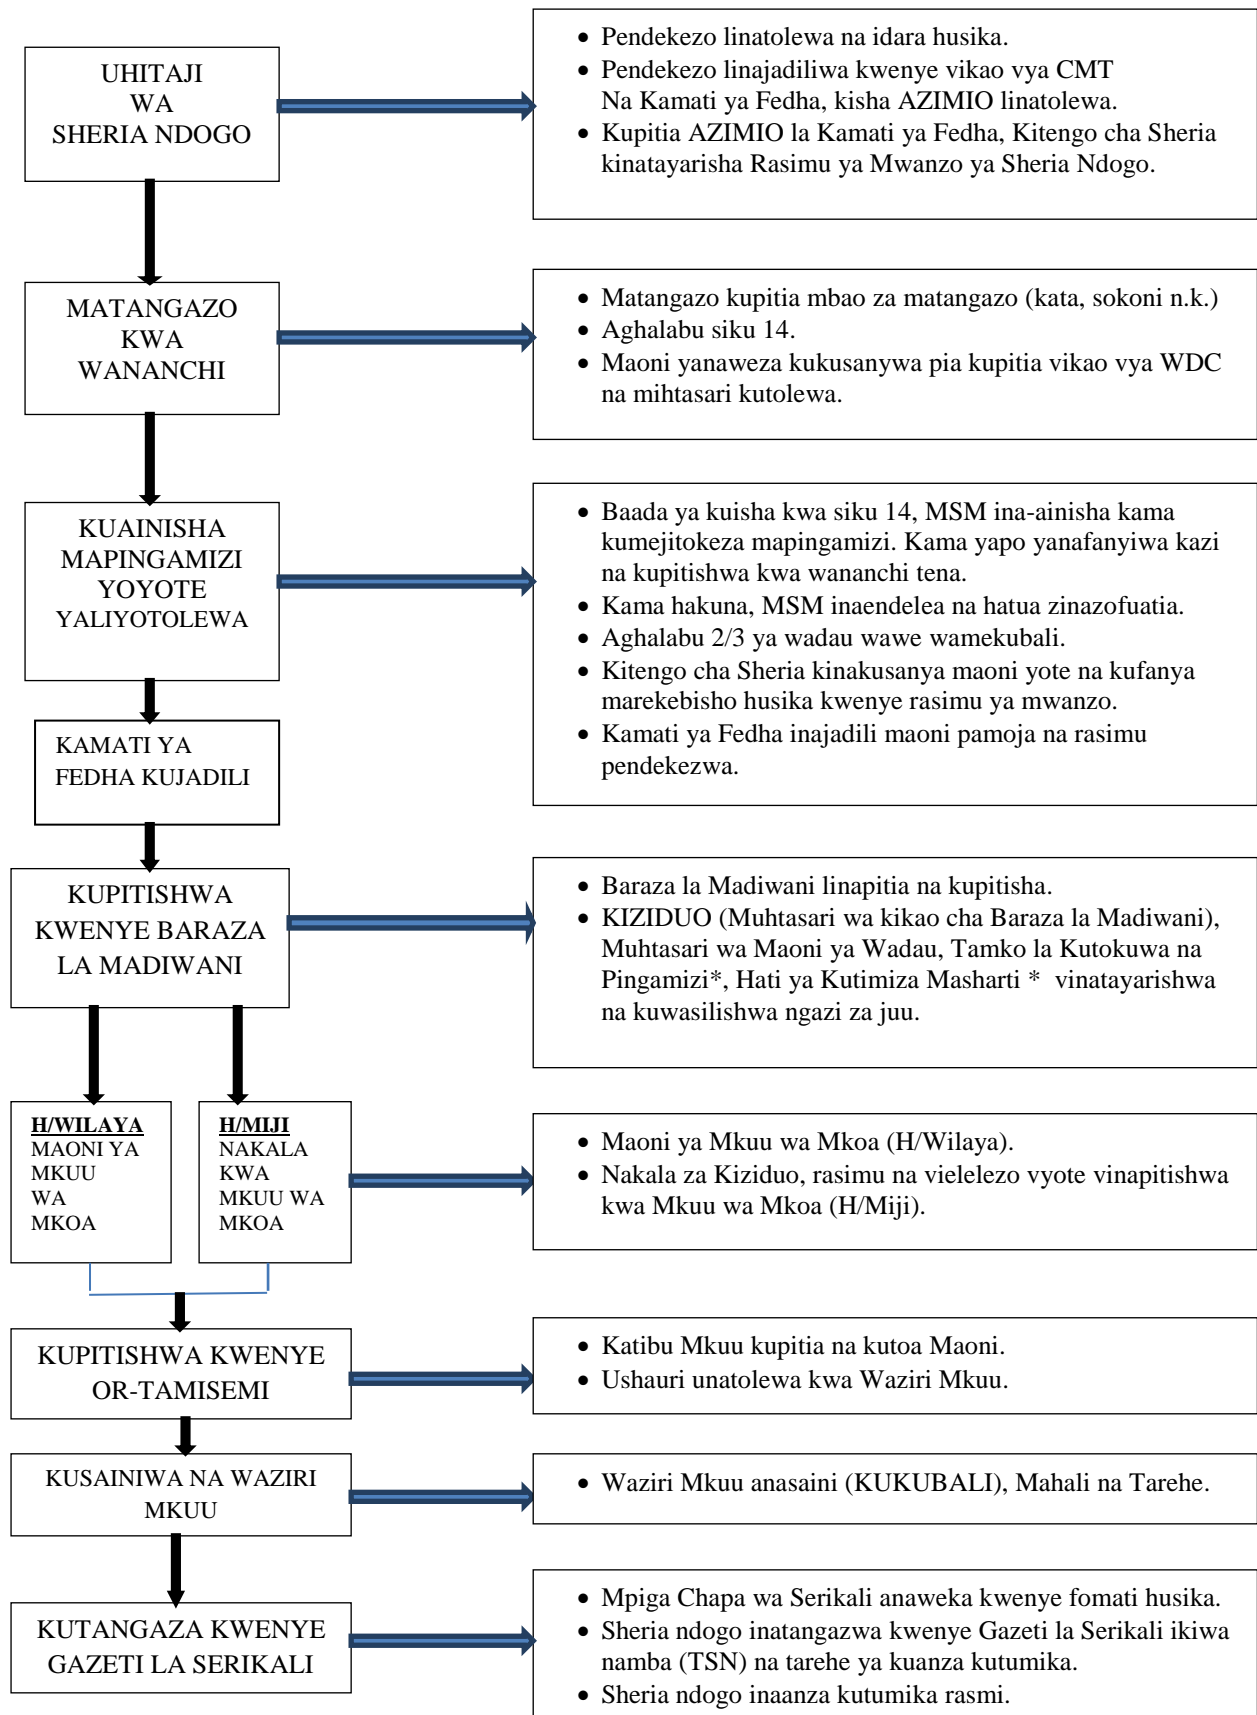 UHITAJI
WA
SHERIA NDOGO
• Pendekezo linatolewa na idara husika.
• Pendekezo linajadiliwa kwenye vikao vya CMT
Na Kamati ya Fedha, kisha AZIMIO linatolewa.
• Kupitia AZIMIO la Kamati ya Fedha, Kitengo cha Sheria
kinatayarisha Rasimu ya Mwanzo ya Sheria Ndogo.
MATANGAZO
KWA
WANANCHI
• Matangazo kupitia mbao za matangazo (kata, sokoni n.k.)
• Aghalabu siku 14.
• Maoni yanaweza kukusanywa pia kupitia vikao vya WDC
na mihtasari kutolewa.
KUAINISHA
MAPINGAMIZI
YOYOTE
YALIYOTOLEWA
• Baada ya kuisha kwa siku 14, MSM ina-ainisha kama
kumejitokeza mapingamizi. Kama yapo yanafanyiwa kazi
na kupitishwa kwa wananchi tena.
• Kama hakuna, MSM inaendelea na hatua zinazofuatia.
• Aghalabu 2/3 ya wadau wawe wamekubali.
• Kitengo cha Sheria kinakusanya maoni yote na kufanya
marekebisho husika kwenye rasimu ya mwanzo.
• Kamati ya Fedha inajadili maoni pamoja na rasimu
pendekezwa.
KAMATI YA
FEDHA KUJADILI
KUPITISHWA
KWENYE BARAZA
LA MADIWANI
• Baraza la Madiwani linapitia na kupitisha.
• KIZIDUO (Muhtasari wa kikao cha Baraza la Madiwani),
Muhtasari wa Maoni ya Wadau, Tamko la Kutokuwa na
Pingamizi*, Hati ya Kutimiza Masharti * vinatayarishwa
na kuwasilishwa ngazi za juu.
H/WILAYA
MAONI YA
MKUU
WA
MKOA
H/MIJI
NAKALA
KWA
MKUU WA
MKOA
• Maoni ya Mkuu wa Mkoa (H/Wilaya).
• Nakala za Kiziduo, rasimu na vielelezo vyote vinapitishwa
kwa Mkuu wa Mkoa (H/Miji).
KUPITISHWA KWENYE
OR-TAMISEMI
• Katibu Mkuu kupitia na kutoa Maoni.
• Ushauri unatolewa kwa Waziri Mkuu.
KUSAINIWA NA WAZIRI
MKUU
• Waziri Mkuu anasaini (KUKUBALI), Mahali na Tarehe.
KUTANGAZA KWENYE
GAZETI LA SERIKALI
• Mpiga Chapa wa Serikali anaweka kwenye fomati husika.
• Sheria ndogo inatangazwa kwenye Gazeti la Serikali ikiwa
namba (TSN) na tarehe ya kuanza kutumika.
• Sheria ndogo inaanza kutumika rasmi.